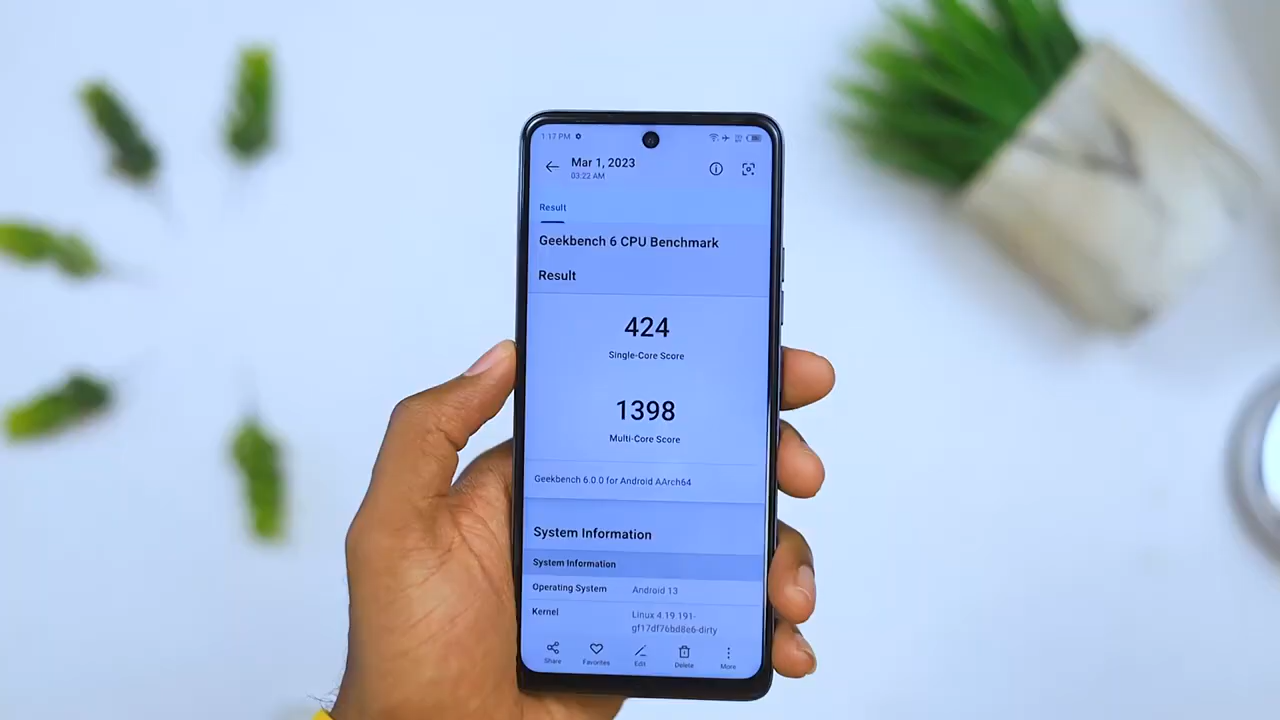 1:17 PM
Mar 1, 2023
03:22 AM
Result
Geekbench 6 CPU Benchmark
Result
424
Single-Core Score
1398
Multi-Core Score
Geekbench 6.0.0 for Android AArch64
System Information
System Information
Operating System Android 13
Kernel Linux 4.19.191-
gf17df76bd8e6-dirty
Share Favorites Edit Delete More